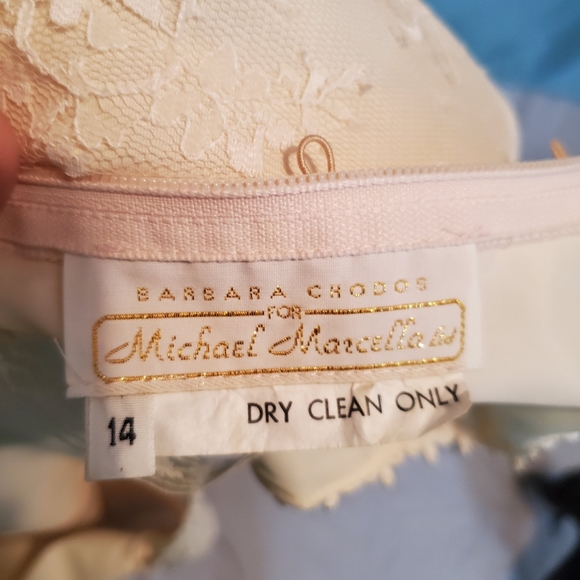 BARBARA CHODOS
FOR
Michael Marcella Ltd
14
DRY CLEAN ONLY